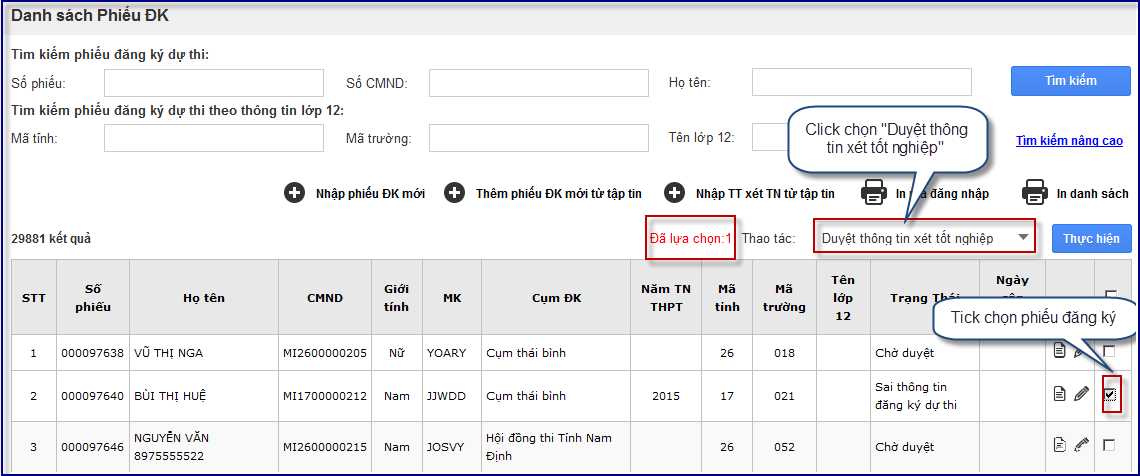 Danh sách Phiếu ĐK
Tìm kiếm phiếu đăng ký dự thi:
Số phiếu: Số CMND: Họ tên: Tìm kiếm
Tìm kiếm phiếu đăng ký dự thi theo thông tin lớp 12:
Mã tỉnh: Mã trường: Tên lớp 12: Tìm kiếm nâng cao
Click chọn "Duyệt thông
tin xét tốt nghiệp"
Nhập phiếu ĐK mới Thêm phiếu ĐK mới từ tập tin Nhập TT xét TN từ tập tin In đăng nhập In danh sách
29881 kết quả Đã lựa chọn:1 Thao tác: Duyệt thông tin xét tốt nghiệp Thực hiện
STT Số phiếu Họ tên CMND Giới tính MK Cụm ĐK Năm TN THPT Mã tỉnh Mã trường Tên lớp 12 Trạng Thái Ngày
Tick chọn phiếu đăng ký
1 000097638 VŨ THỊ NGA MI2600000205 Nữ YOARY Cụm thái bình 26 018 Chờ duyệt
2 000097640 BÙI THỊ HUỆ MI1700000212 Nam JJWDD Cụm thái bình 2015 17 021 Sai thông tin
đăng ký dự thi
3 000097646 NGUYỄN VĂN
8975555522 MI2600000215 Nam JOSVY Hội đồng thi Tỉnh Nam
Định 26 052 Chờ duyệt